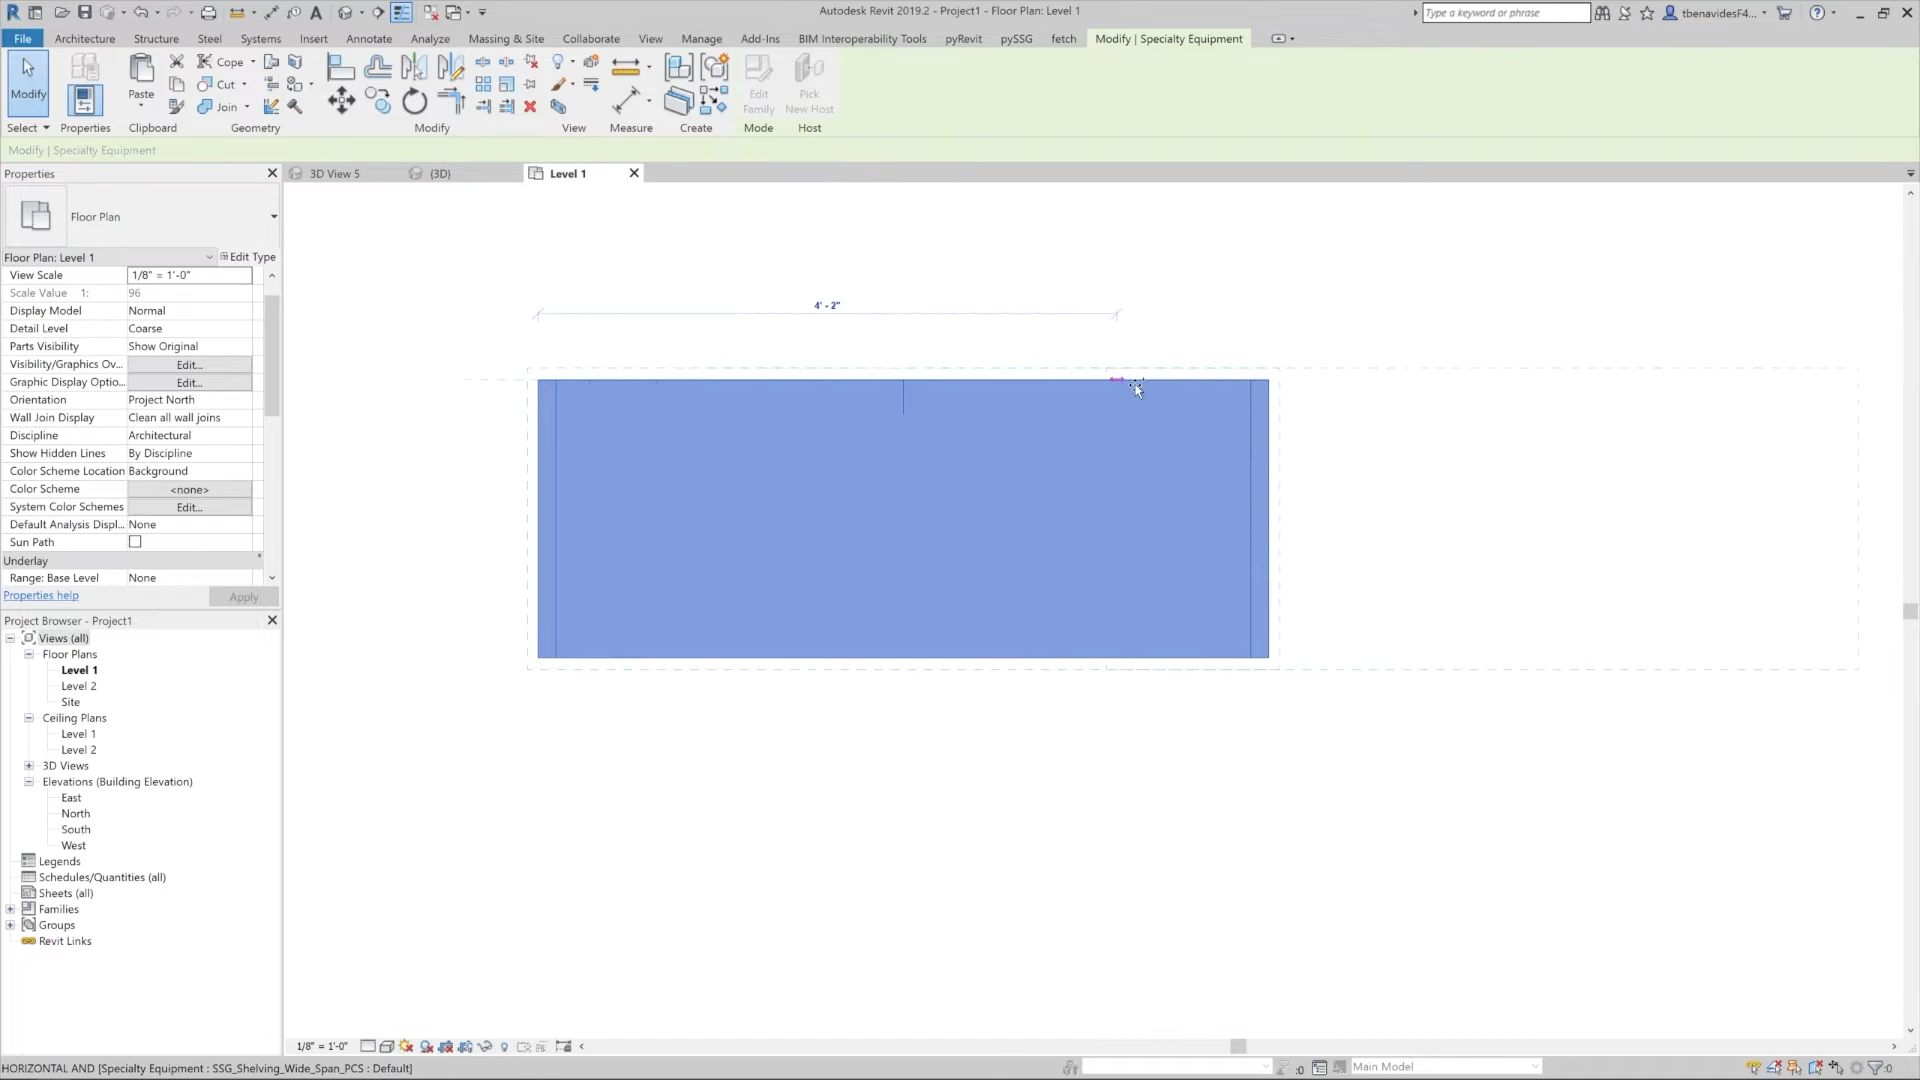 Autodesk Revit 2019.2 - Project1 - Floor Plan: Level 1
Type a keyword or phrase
tbenavidesF4...
File Architecture Structure Steel Systems Insert Annotate Analyze Massing & Site Collaborate View Manage Add-Ins BIM Interoperability Tools pyRevit pySSG fetch Modify | Specialty Equipment
Modify
Paste
Cope
Cut
Join
Edit
Family
Pick
New Host
Select Properties Clipboard Geometry Modify View Measure Create Mode Host
Modify | Specialty Equipment
Properties
3D View 5
{3D}
Level 1
Floor Plan
Floor Plan: Level 1
Edit Type
View Scale 1/8" = 1'-0"
Scale Value 1: 96
Display Model Normal
Detail Level Coarse
Parts Visibility Show Original
Visibility/Graphics Ov... Edit...
Graphic Display Optio... Edit...
Orientation Project North
Wall Join Display Clean all wall joins
Discipline Architectural
Show Hidden Lines By Discipline
Color Scheme Location Background
Color Scheme <none>
System Color Schemes Edit...
Default Analysis Displ... None
Sun Path
Underlay
Range: Base Level None
Properties help
Apply
4' - 2"
Project Browser - Project1
Views (all)
Floor Plans
Level 1
Level 2
Site
Ceiling Plans
Level 1
Level 2
3D Views
Elevations (Building Elevation)
East
North
South
West
Legends
Schedules/Quantities (all)
Sheets (all)
Families
Groups
Revit Links
1/8" = 1'-0"
HORIZONTAL AND [Specialty Equipment : SSG_Shelving_Wide_Span_PCS : Default]
:0
Main Model
:0